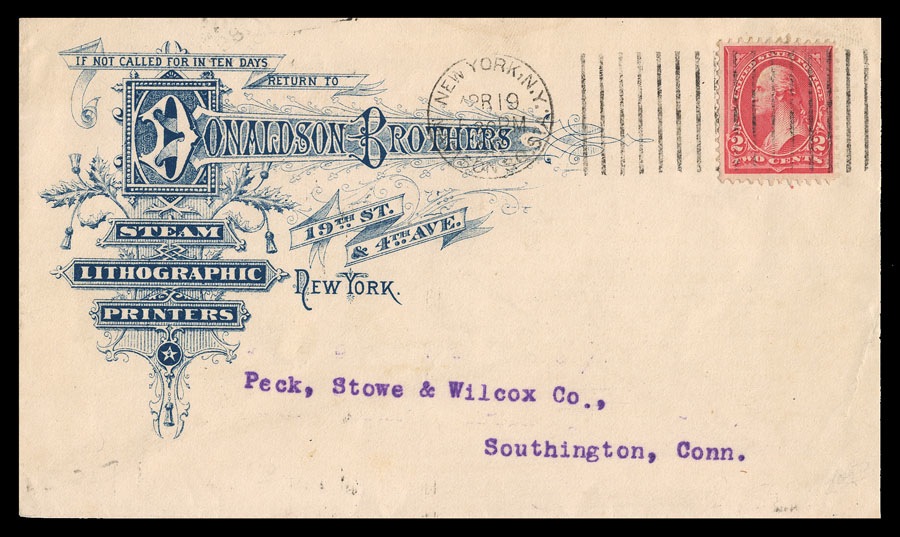 IF NOT CALLED FOR IN TEN DAYS
RETURN TO
DONALDSON BROTHERS
19TH ST.
& 4TH AVE.
NEW YORK.
STEAM
LITHOGRAPHIC
PRINTERS
NEW YORK, N.Y.
APR 19
PM
UNITED STATES POSTAGE
2 2
TWO CENTS
Peck, Stowe & Wilcox Co.,
Southington, Conn.